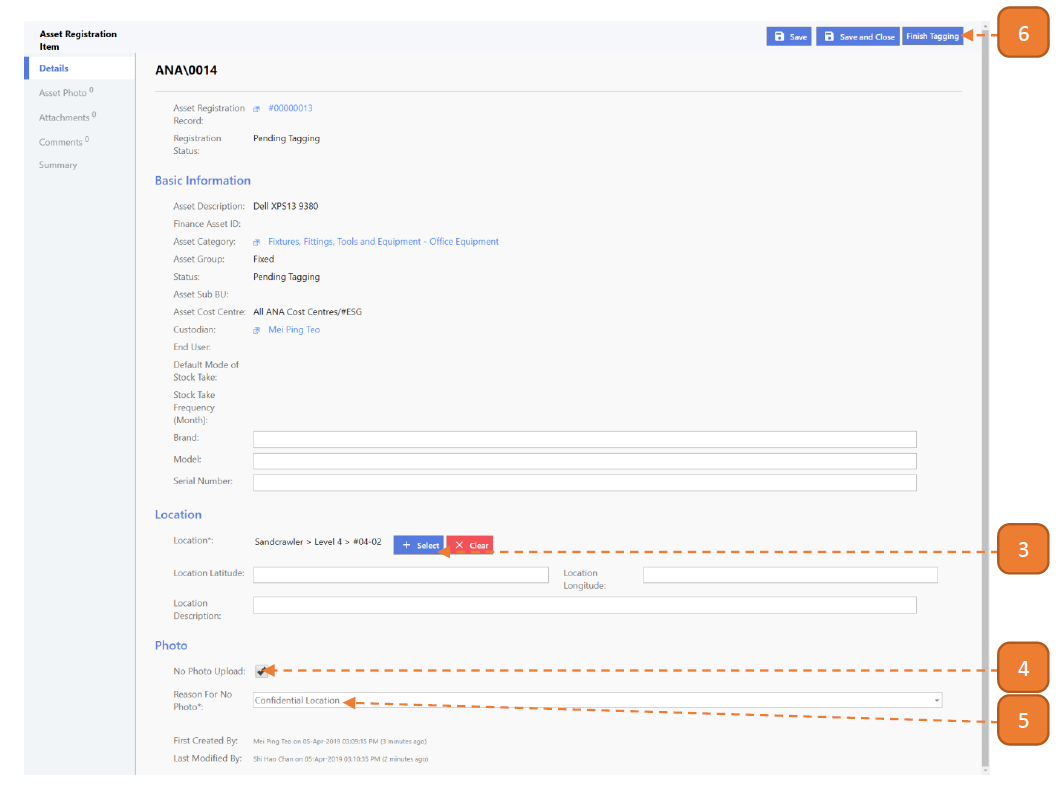 Asset Registration
Item
Save
Save and Close
Finish Tagging
6
Details
Asset Photo 0
Attachments 0
Comments 0
Summary
ANA\0014
Asset Registration
Record:
#00000013
Registration
Status:
Pending Tagging
Basic Information
Asset Description: Dell XPS13 9380
Finance Asset ID:
Asset Category: Fixtures, Fittings, Tools and Equipment - Office Equipment
Asset Group: Fixed
Status: Pending Tagging
Asset Sub BU:
Asset Cost Centre: All ANA Cost Centres/#ESG
Custodian: Mei Ping Teo
End User:
Default Mode of
Stock Take:
Stock Take
Frequency
(Month):
Brand:
Model:
Serial Number:
Location
Location*: Sandcrawler > Level 4 > #04-02 + Select X Clear
3
Location Latitude:
Location
Longitude:
Location
Description:
Photo
No Photo Upload:
4
Reason For No
Photo*:
Confidential Location
5
First Created By: Mei Ping Teo on 05-Apr-2019 03:09:15 PM (3 minutes ago)
Last Modified By: Shi Hao Chan on 05-Apr-2019 03:10:35 PM (2 minutes ago)